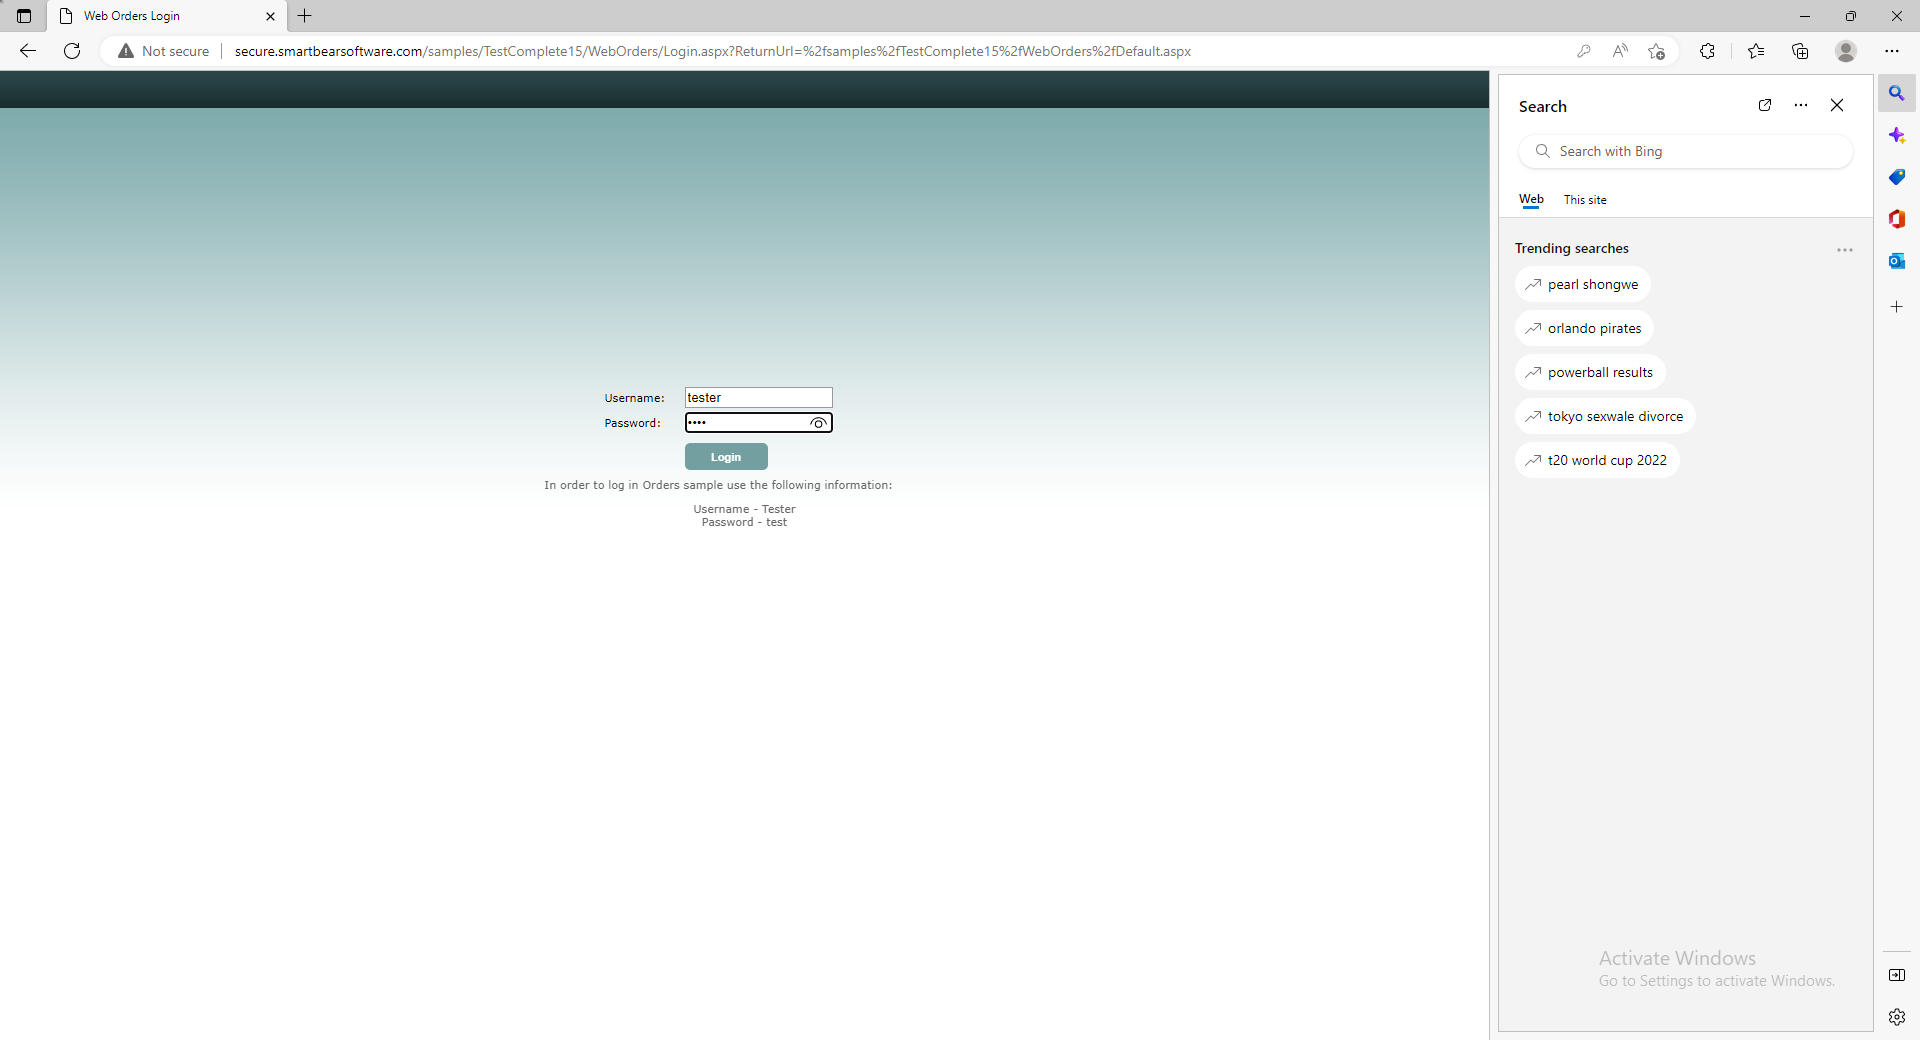 Web Orders Login
Not secure
secure.smartbearsoftware.com/samples/TestComplete15/WebOrders/Login.aspx?ReturnUrl=%2fsamples%2fTestComplete15%2fWebOrders%2fDefault.aspx
Username: tester
Password: ••••
Login
In order to log in Orders sample use the following information:
Username - Tester
Password - test
Search
Search with Bing
Web This site
Trending searches
pearl shongwe
orlando pirates
powerball results
tokyo sexwale divorce
t20 world cup 2022
Activate Windows
Go to Settings to activate Windows.